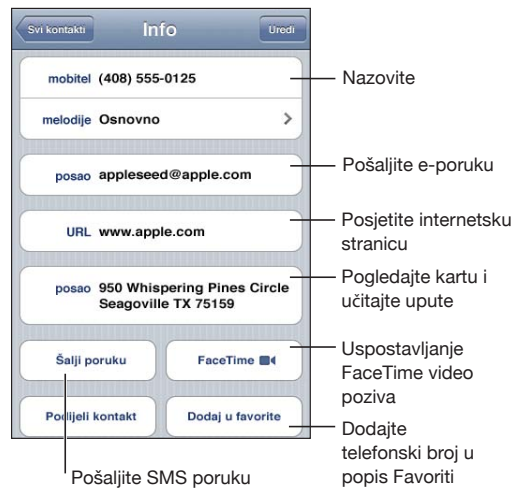 Svi kontakti
Info
Uredi
mobitel (408) 555-0125
Nazovite
melodije Osnovno
posao appleseed@apple.com
Pošaljite e-poruku
URL www.apple.com
Posjetite internetsku
stranicu
posao 950 Whispering Pines Circle
Seagoville TX 75159
Pogledajte kartu i
učitajte upute
Šalji poruku
FaceTime
Uspostavljanje
FaceTime video
poziva
Podijeli kontakt
Dodaj u favorite
Dodajte
telefonski broj u
popis Favoriti
Pošaljite SMS poruku